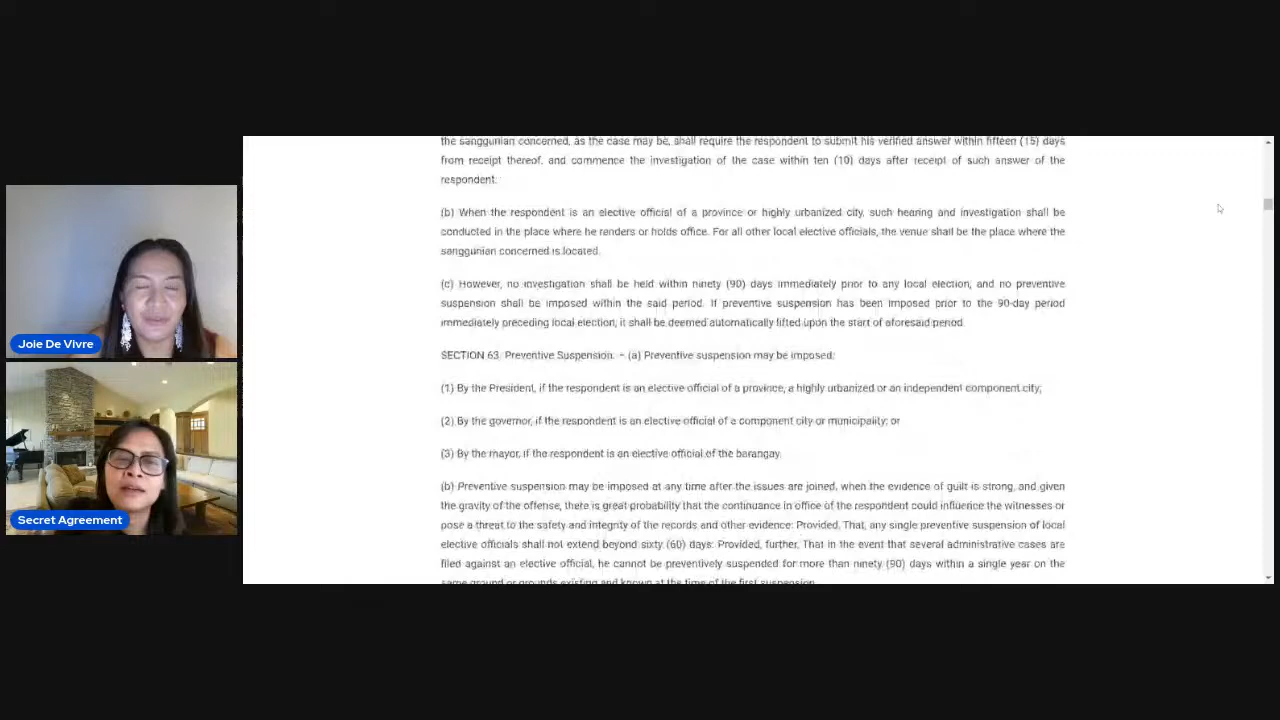 the sanggunian concerned, as the case may be, shall require the respondent to submit his verified answer within fifteen (15) days
from receipt thereof, and commence the investigation of the case within ten (10) days after receipt of such answer of the
respondent.
(b) When the respondent is an elective official of a province or highly urbanized city, such hearing and investigation shall be
conducted in the place where he renders or holds office. For all other local elective officials, the venue shall be the place where the
sanggunian concerned is located.
(c) However, no investigation shall be held within ninety (90) days immediately prior to any local election, and no preventive
suspension shall be imposed within the said period. If preventive suspension has been imposed prior to the 90-day period
immediately preceding local election, it shall be deemed automatically lifted upon the start of aforesaid period.
SECTION 63. Preventive Suspension. - (a) Preventive suspension may be imposed:
Joie De Vivre
(1) By the President, if the respondent is an elective official of a province, a highly urbanized or an independent component city;
(2) By the governor, if the respondent is an elective official of a component city or municipality; or
(3) By the mayor, if the respondent is an elective official of the barangay.
(b) Preventive suspension may be imposed at any time after the issues are joined, when the evidence of guilt is strong, and given
the gravity of the offense, there is great probability that the continuance in office of the respondent could influence the witnesses or
pose a threat to the safety and integrity of the records and other evidence: Provided, That, any single preventive suspension of local
elective officials shall not extend beyond sixty (60) days: Provided, further, That in the event that several administrative cases are
filed against an elective official, he cannot be preventively suspended for more than ninety (90) days within a single year on the
same ground or grounds existing and known at the time of the first suspension.
Secret Agreement